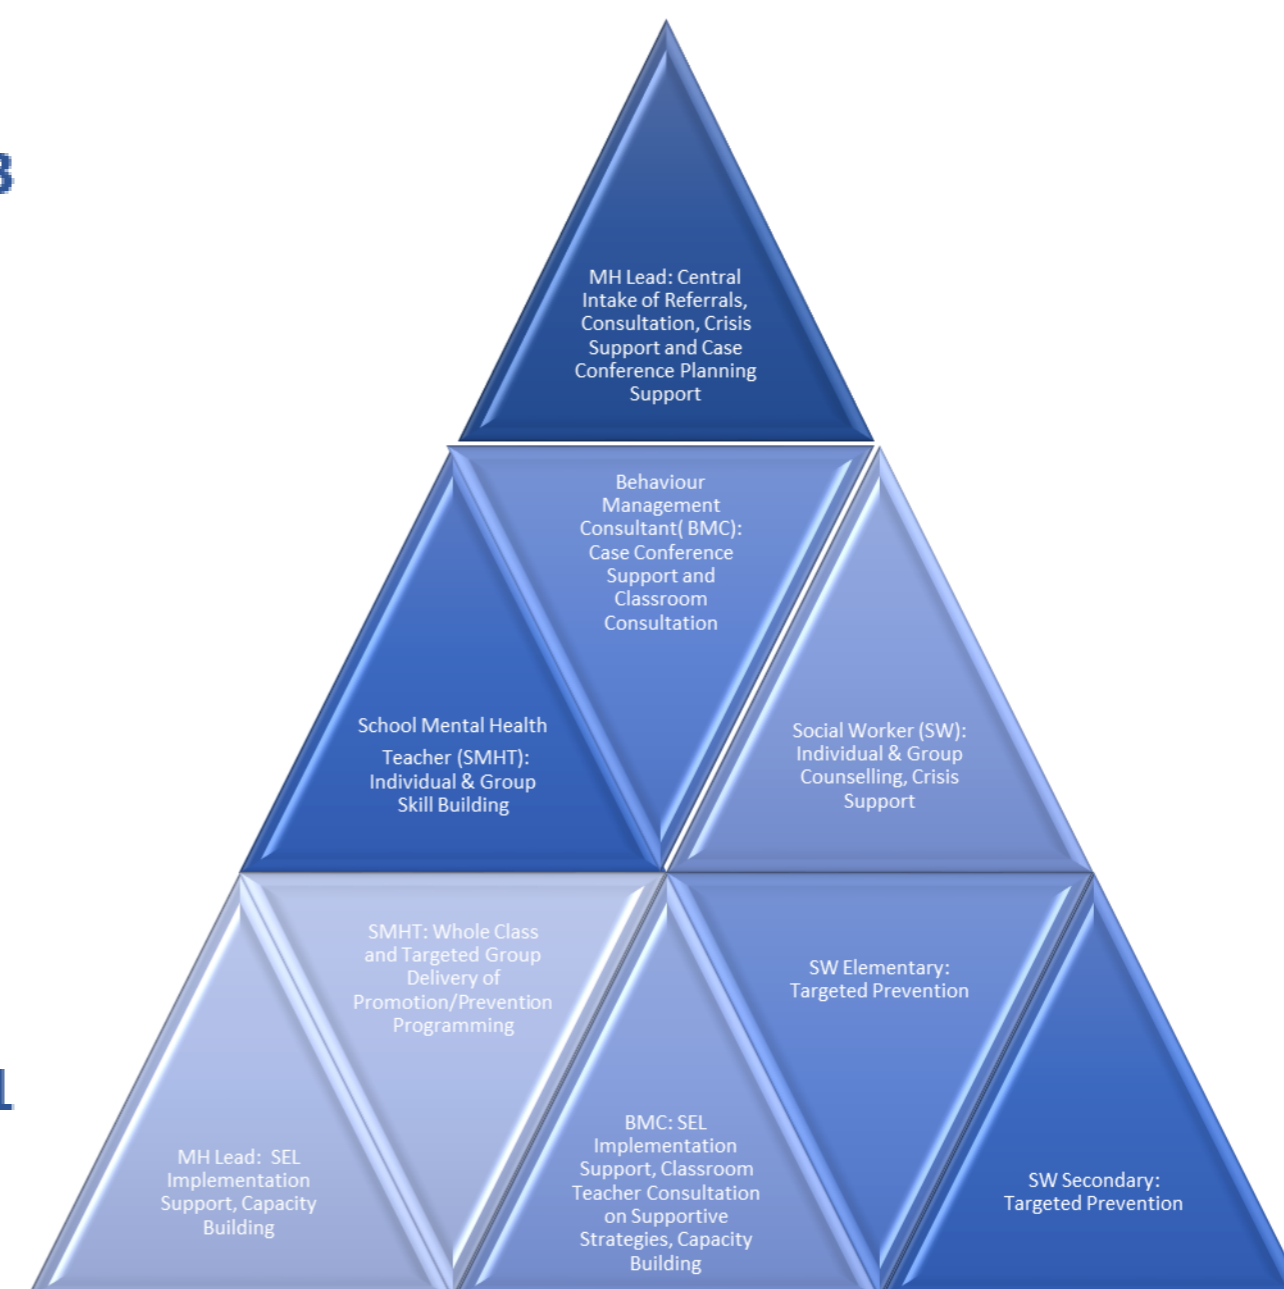 3
MH Lead: Central
Intake of Referrals,
Consultation, Crisis
Support and Case
Conference Planning
Support
Behaviour
Management
Consultant( BMC):
Case Conference
Support and
Classroom
Consultation
School Mental Health
Teacher (SMHT):
Individual & Group
Skill Building
Social Worker (SW):
Individual & Group
Counselling, Crisis
Support
1
MH Lead: SEL
Implementation
Support, Capacity
Building
SMHT: Whole Class
and Targeted Group
Delivery of
Promotion/Prevention
Programming
BMC: SEL
Implementation
Support, Classroom
Teacher Consultation
on Supportive
Strategies, Capacity
Building
SW Elementary:
Targeted Prevention
SW Secondary:
Targeted Prevention